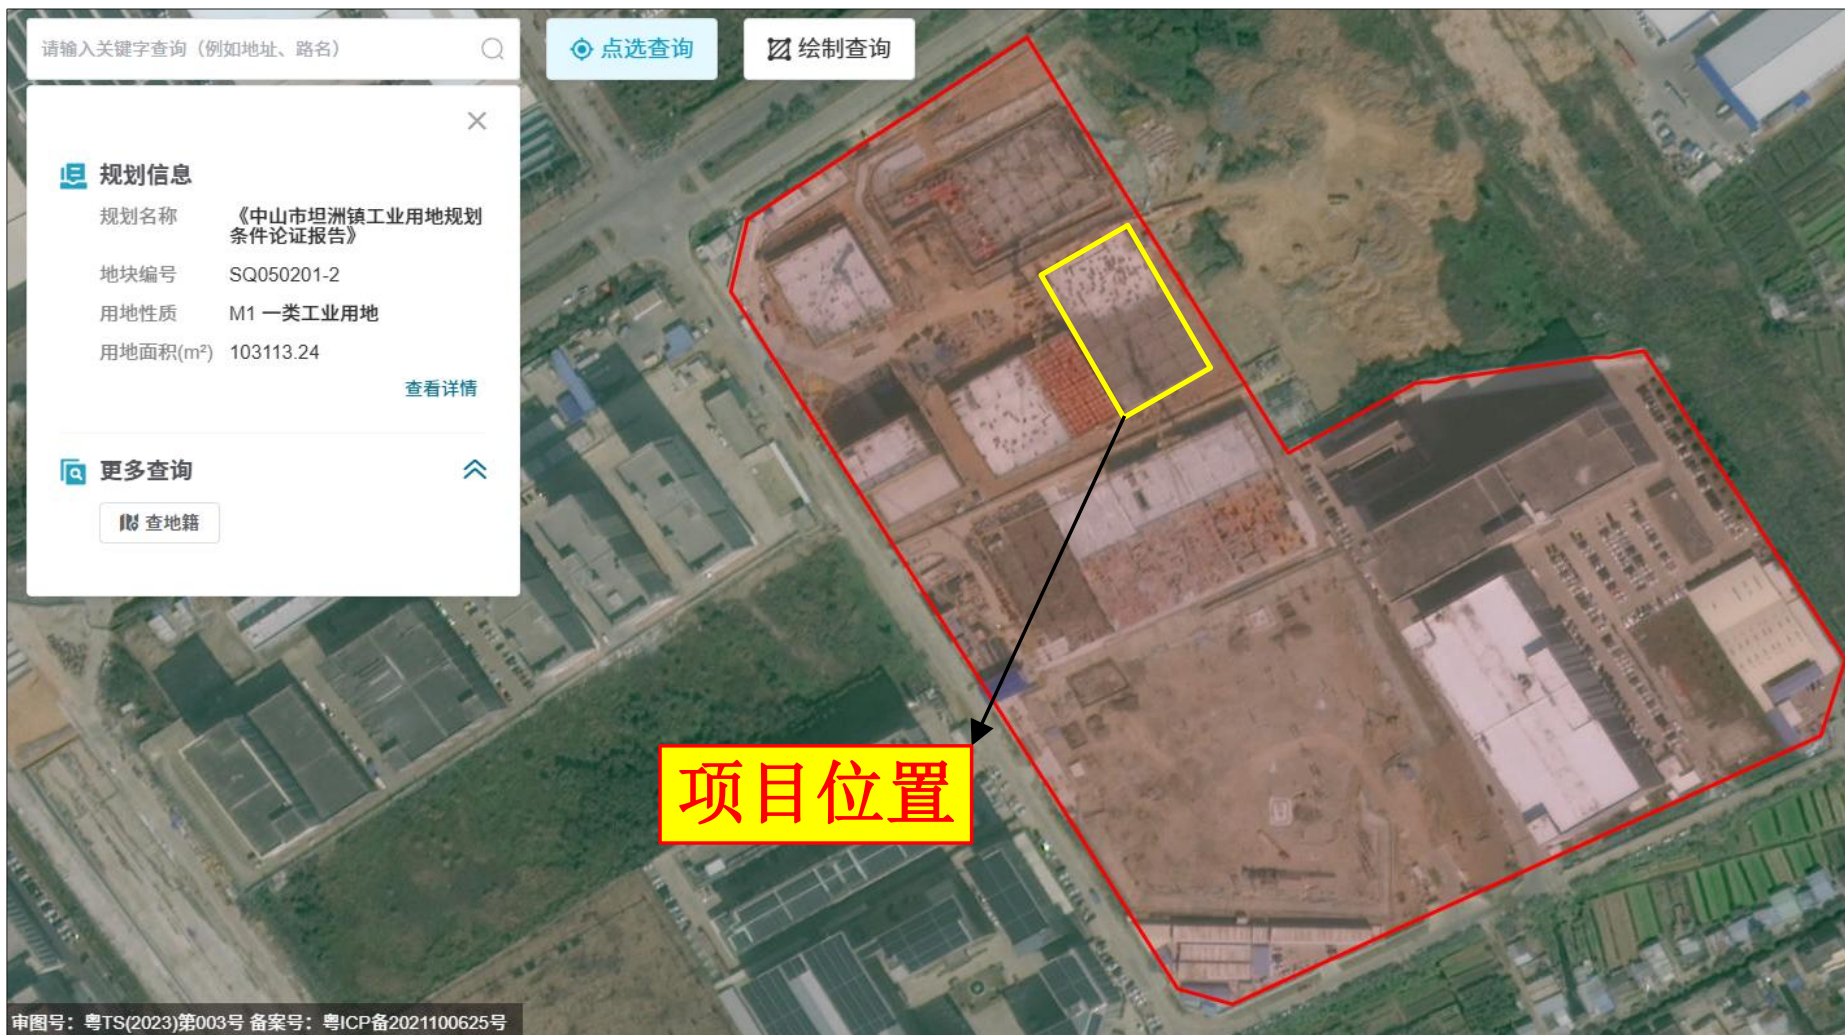 请输入关键字查询（例如地址、路名）
点选查询
绘制查询
规划信息
规划名称 《中山市坦洲镇工业用地规划
条件论证报告》
地块编号 SQ050201-2
用地性质 M1 一类工业用地
用地面积(m²) 103113.24
查看详情
更多查询
查地籍
项目位置
审图号：粤TS(2023)第003号 备案号：粤ICP备2021100625号